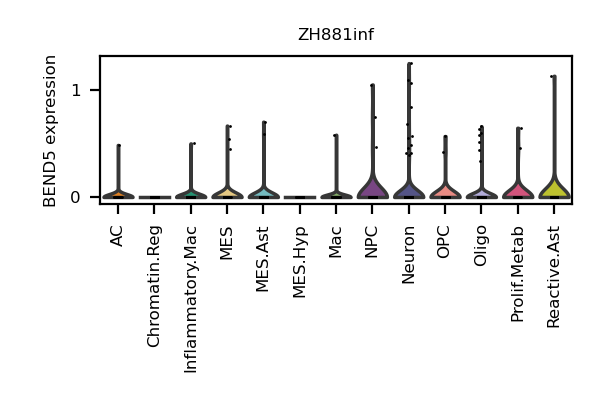 ZH881inf
BEND5 expression
1
0
AC
Chromatin.Reg
Inflammatory.Mac
MES
MES.Ast
MES.Hyp
Mac
NPC
Neuron
OPC
Oligo
Prolif.Metab
Reactive.Ast